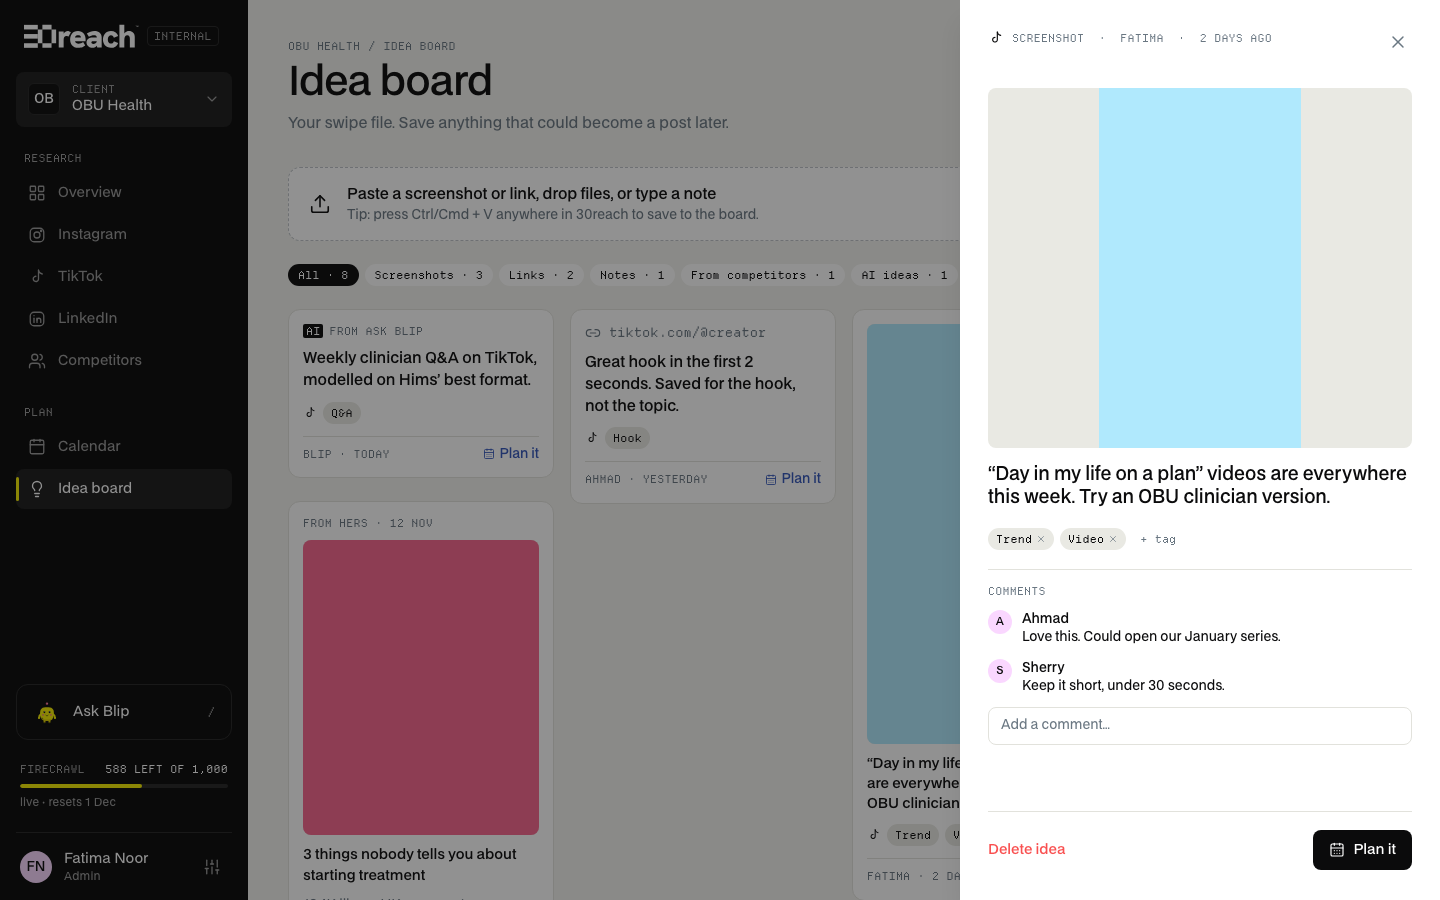 30reach INTERNAL
OB
CLIENT
OBU Health
RESEARCH
Overview
Instagram
TikTok
LinkedIn
Competitors
PLAN
Calendar
Idea board
Ask Blip /
FIRECRAWL 588 LEFT OF 1,000
live · resets 1 Dec
FN
Fatima Noor
Admin
OBU HEALTH / IDEA BOARD
Idea board
Your swipe file. Save anything that could become a post later.
Paste a screenshot or link, drop files, or type a note
Tip: press Ctrl/Cmd + V anywhere in 30reach to save to the board.
All · 8 Screenshots · 3 Links · 2 Notes · 1 From competitors · 1 AI ideas · 1
AI FROM ASK BLIP
Weekly clinician Q&A on TikTok,
modelled on Hims’ best format.
Q&A
BLIP · TODAY Plan it
FROM HERS · 12 NOV
3 things nobody tells you about
starting treatment
tiktok.com/@creator
Great hook in the first 2
seconds. Saved for the hook,
not the topic.
Hook
AHMAD · YESTERDAY Plan it
“Day in my life
are everywhe
OBU clinician
Trend V
FATIMA · 2 DA
SCREENSHOT · FATIMA · 2 DAYS AGO
“Day in my life on a plan” videos are everywhere
this week. Try an OBU clinician version.
Trend × Video × + tag
COMMENTS
A
Ahmad
Love this. Could open our January series.
S
Sherry
Keep it short, under 30 seconds.
Add a comment…
Delete idea Plan it